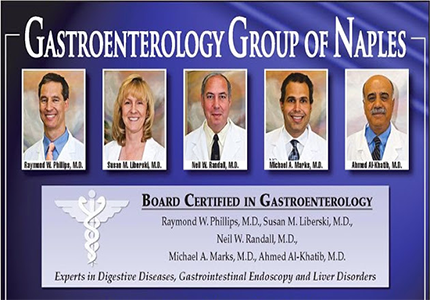 GASTROENTEROLOGY GROUP OF NAPLES
Raymond W. Phillips, M.D.
Susan M. Liberski, M.D.
Neil W. Randall, M.D.
Michael A. Marks, M.D.
Ahmed Al-Khatib, M.D.
BOARD CERTIFIED IN GASTROENTEROLOGY
Raymond W. Phillips, M.D., Susan M. Liberski, M.D.,
Neil W. Randall, M.D.,
Michael A. Marks, M.D., Ahmed Al-Khatib, M.D.
Experts in Digestive Diseases, Gastrointestinal Endoscopy and Liver Disorders